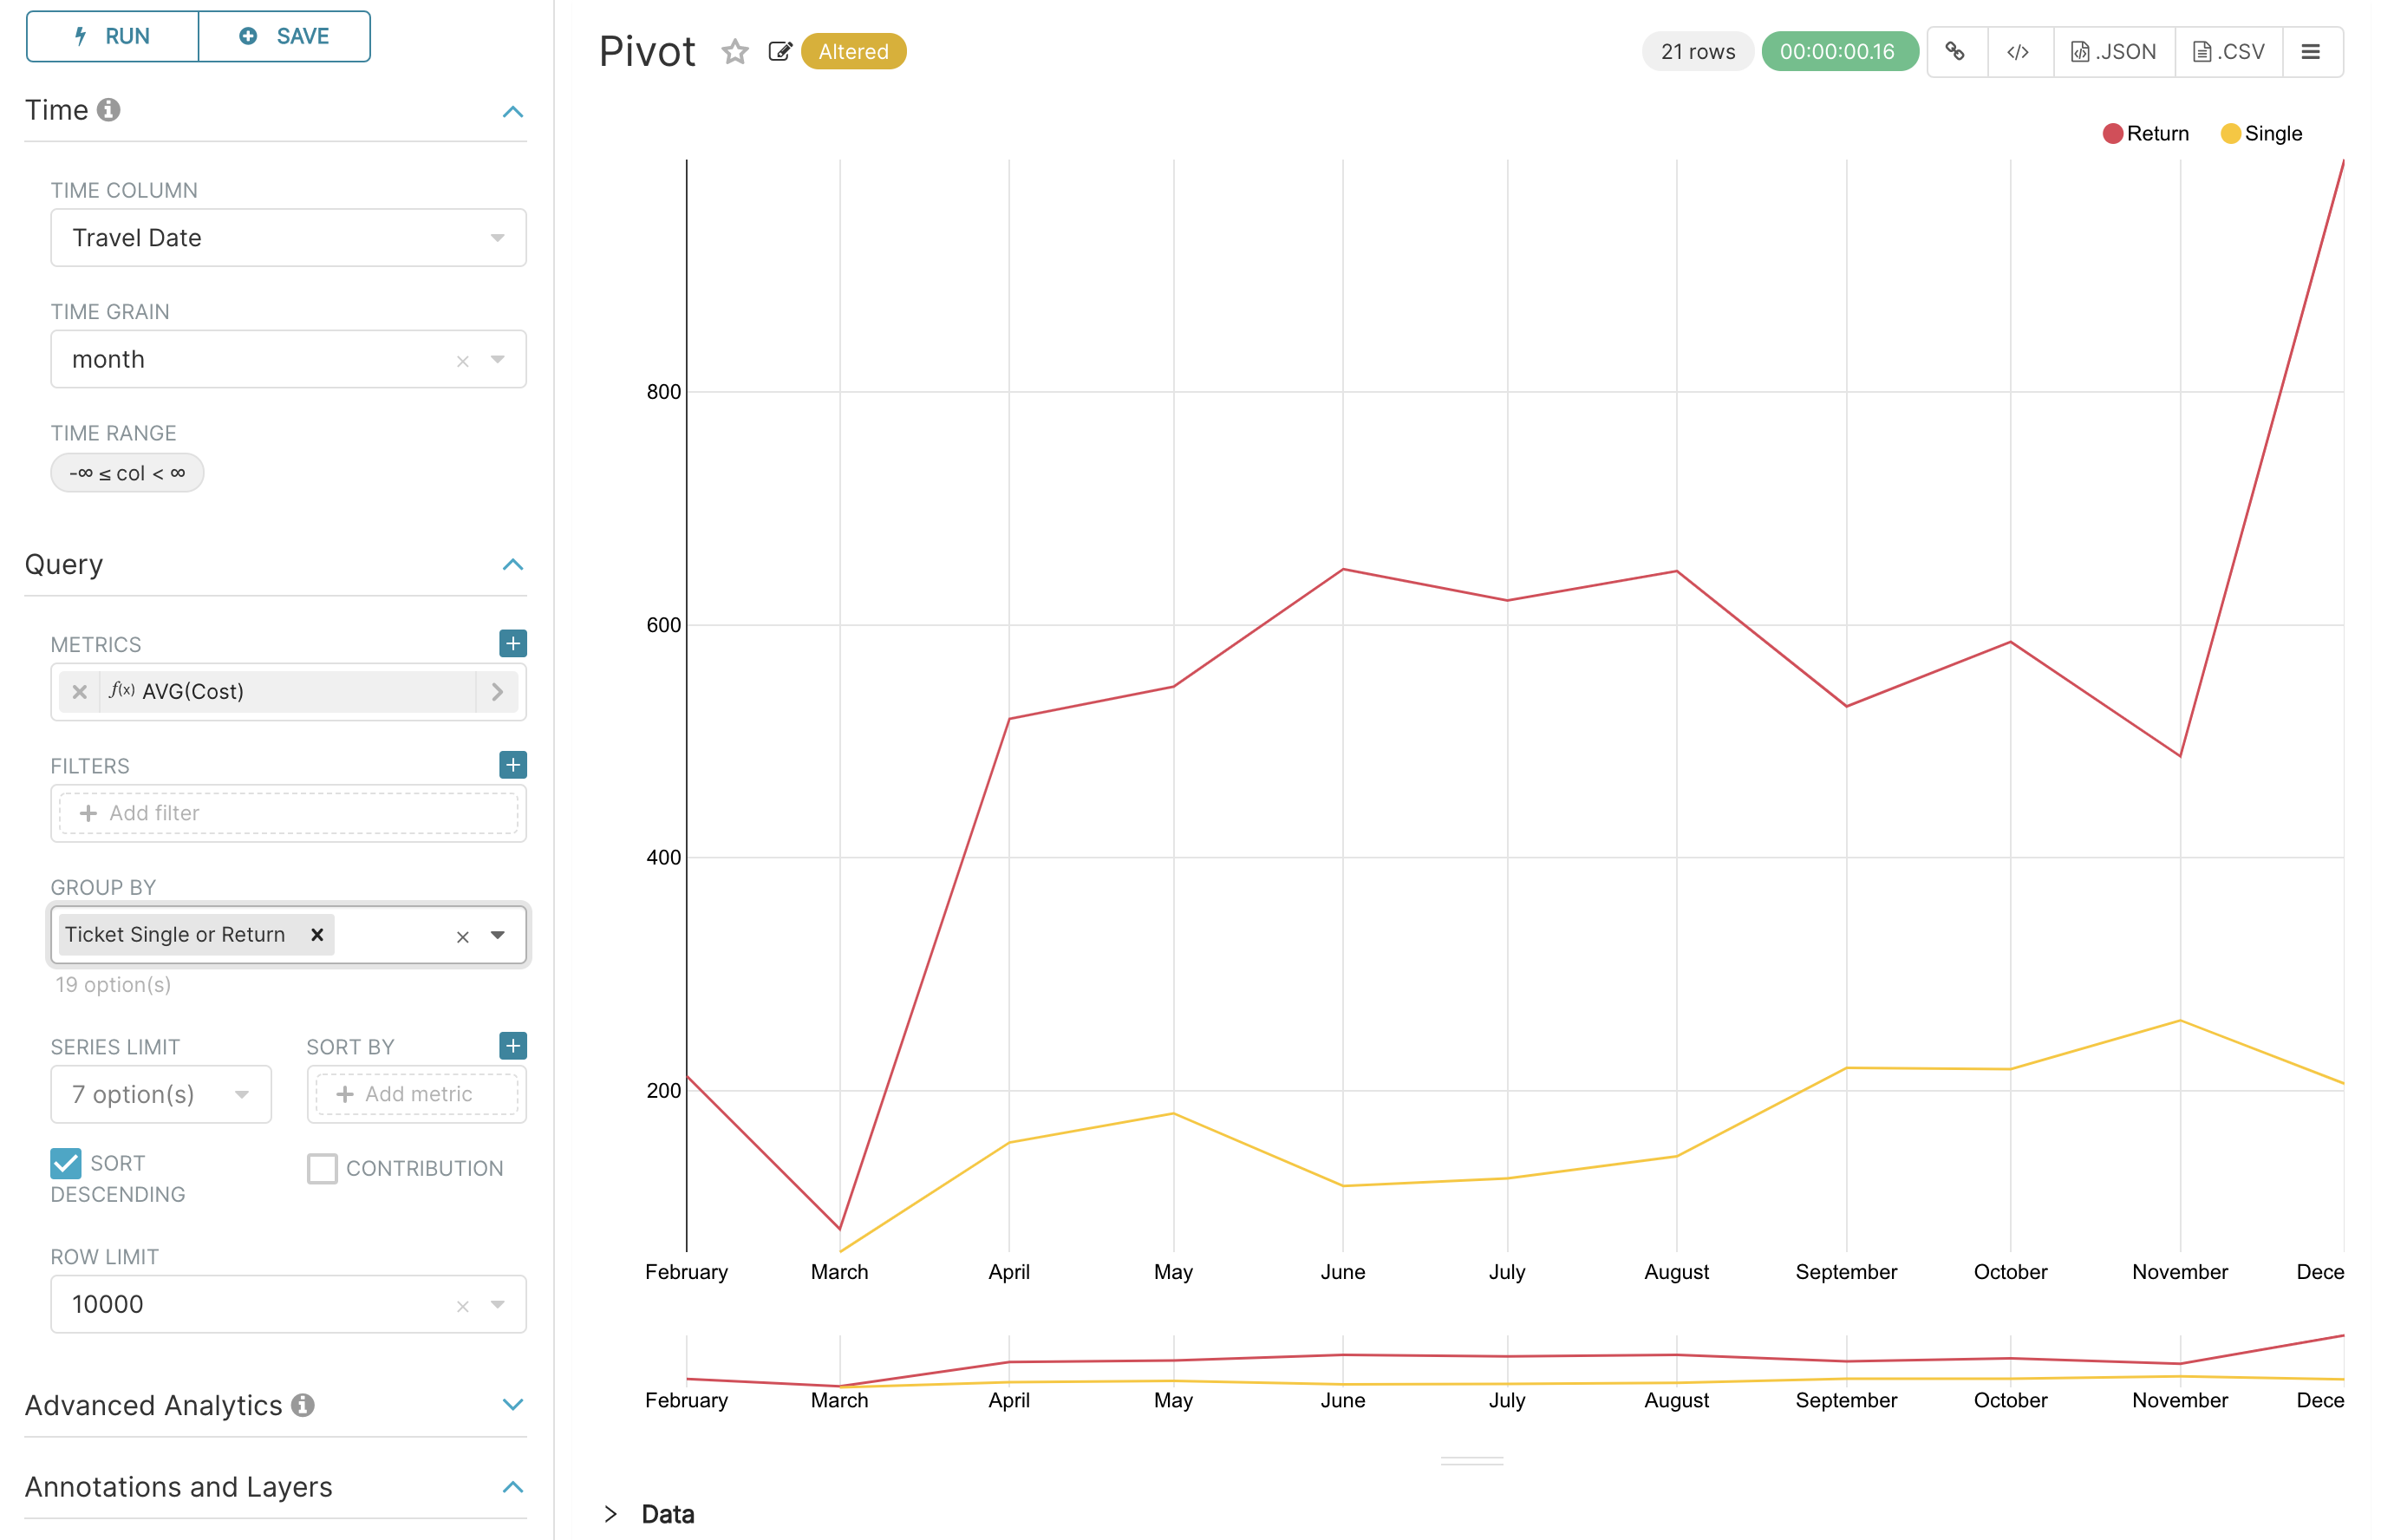 RUN
SAVE
Time
TIME COLUMN
Travel Date
TIME GRAIN
month
TIME RANGE
-∞ ≤ col < ∞
Query
METRICS
f(x) AVG(Cost)
FILTERS
Add filter
GROUP BY
Ticket Single or Return
19 option(s)
SERIES LIMIT
SORT BY
7 option(s)
Add metric
SORT
DESCENDING
CONTRIBUTION
ROW LIMIT
10000
Advanced Analytics
Annotations and Layers
Pivot
Altered
21 rows
00:00:00.16
.JSON
.CSV
Return
Single
800
600
400
200
February March April May June July August September October November Dece
February March April May June July August September October November Dece
Data